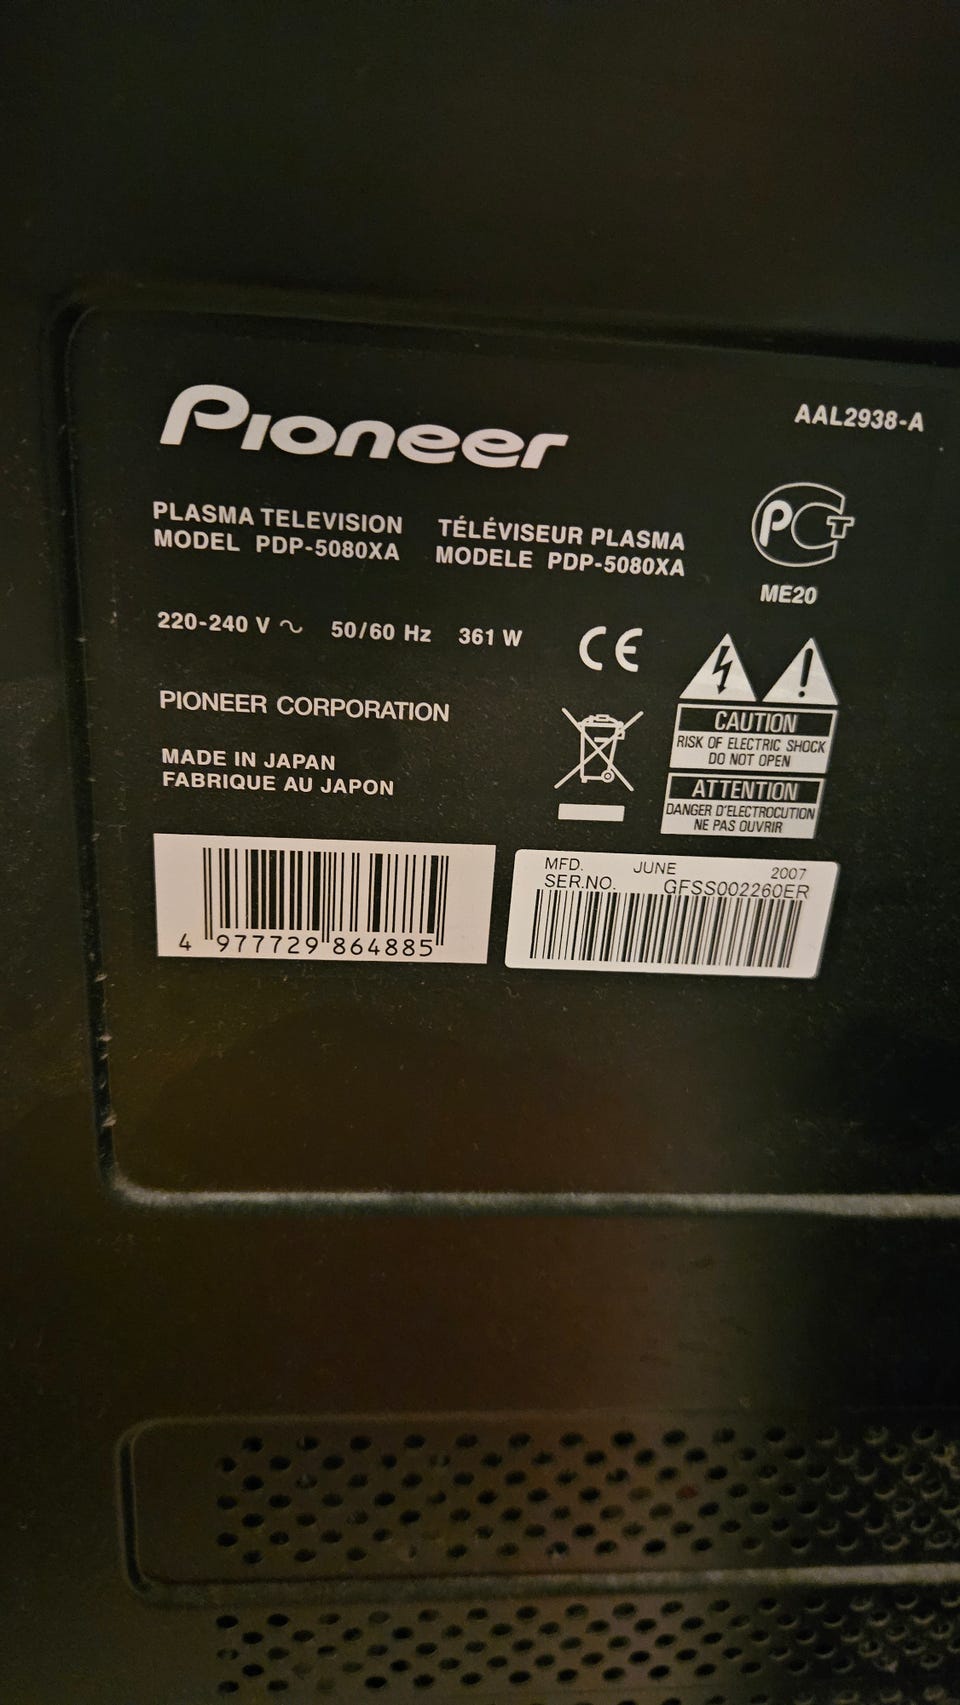 Pioneer
AAL2938-A
PLASMA TELEVISION
MODEL PDP-5080XA
TÉLÉVISEUR PLASMA
MODELE PDP-5080XA
PCT
ME20
220-240 V ~ 50/60 Hz 361 W
CE
PIONEER CORPORATION
CAUTION
RISK OF ELECTRIC SHOCK
DO NOT OPEN
MADE IN JAPAN
FABRIQUE AU JAPON
ATTENTION
DANGER D'ELECTROCUTION
NE PAS OUVRIR
4 977729 864885
MFD. JUNE 2007
SER.NO. GFSS002260ER